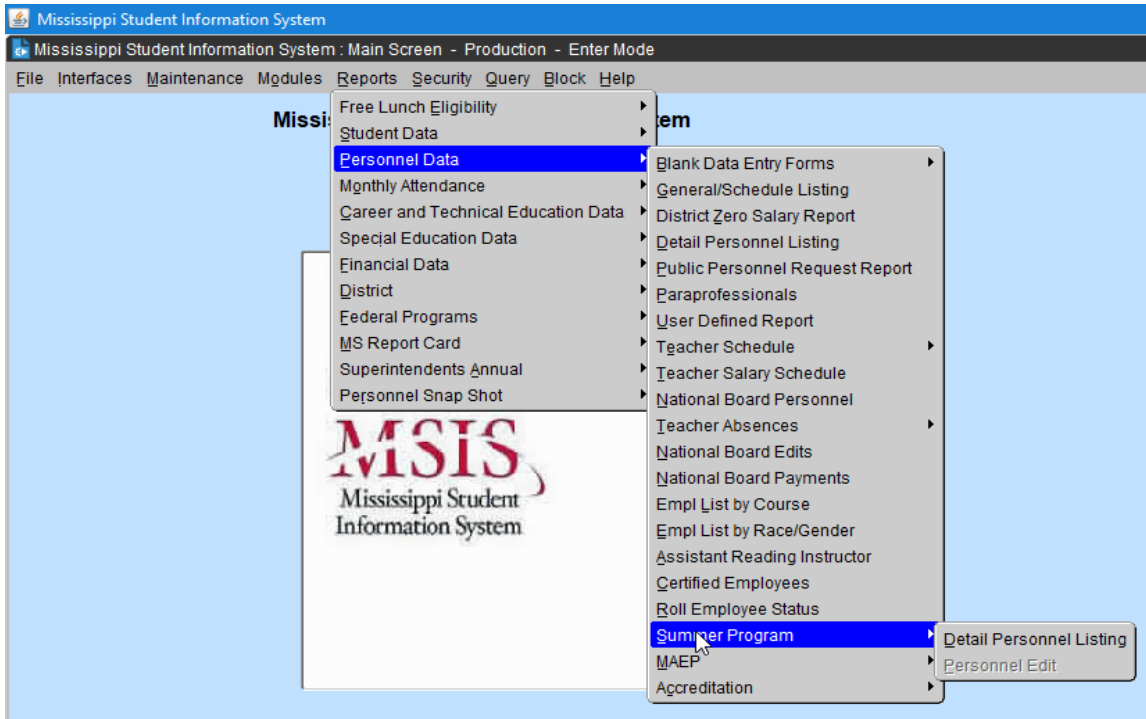 Mississippi Student Information System
Mississippi Student Information System : Main Screen - Production - Enter Mode
File Interfaces Maintenance Modules Reports Security Query Block Help
Missi
tem
Free Lunch Eligibility
Student Data
Personnel Data
Monthly Attendance
Career and Technical Education Data
Special Education Data
Financial Data
District
Federal Programs
MS Report Card
Superintendents Annual
Personnel Snap Shot
Blank Data Entry Forms
General/Schedule Listing
District Zero Salary Report
Detail Personnel Listing
Public Personnel Request Report
Paraprofessionals
User Defined Report
Teacher Schedule
Teacher Salary Schedule
National Board Personnel
Teacher Absences
National Board Edits
National Board Payments
Empl List by Course
Empl List by Race/Gender
Assistant Reading Instructor
Certified Employees
Roll Employee Status
Summer Program
MAEP
Accreditation
Detail Personnel Listing
Personnel Edit
MSIS
Mississippi Student
Information System